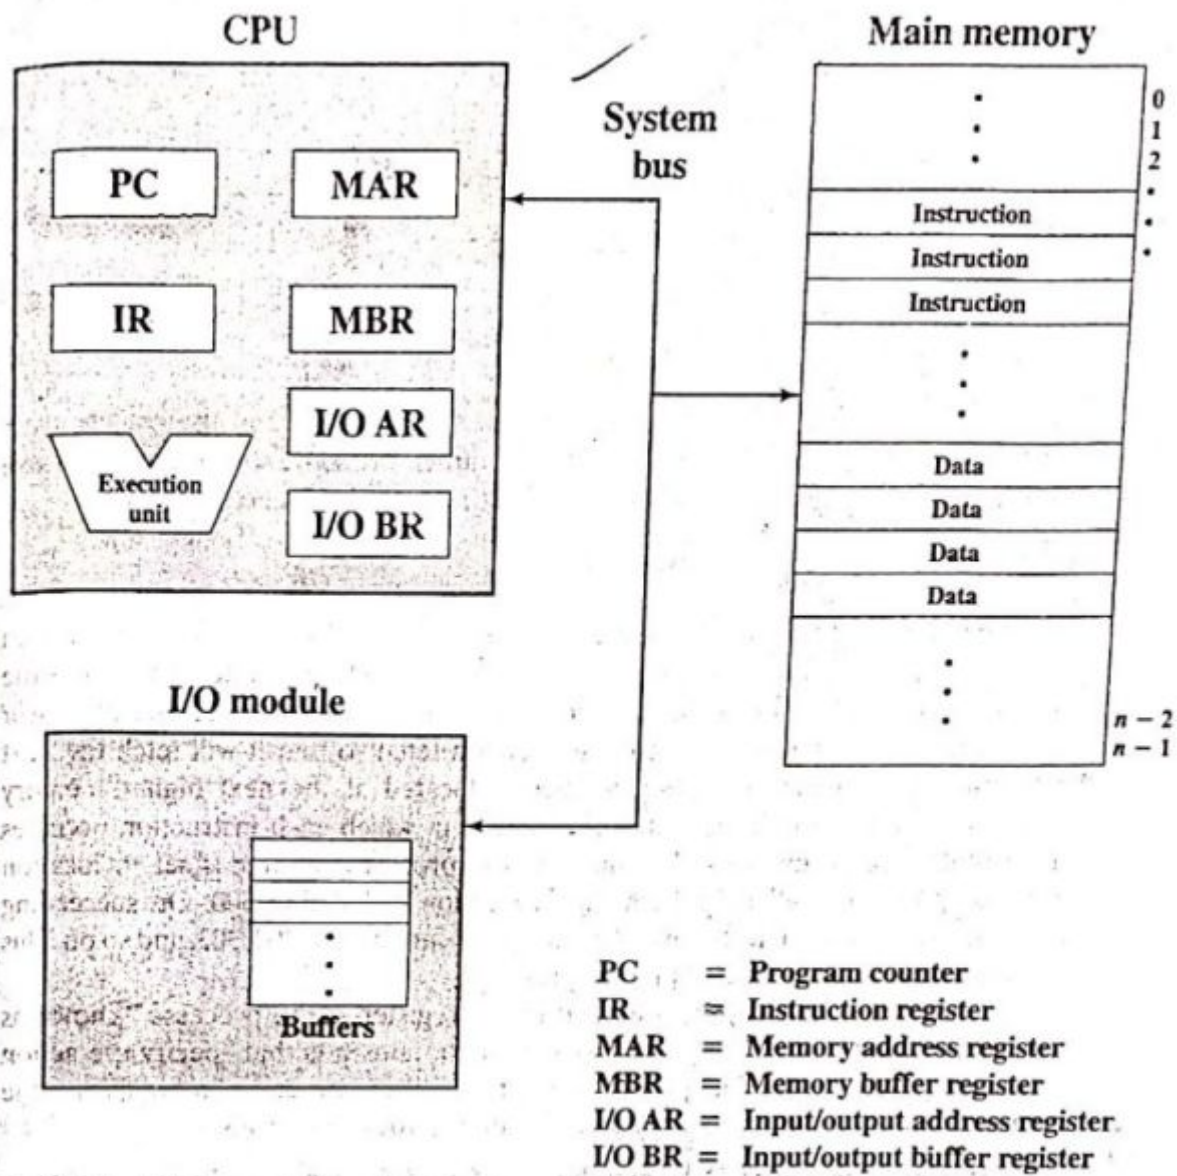 CPU
Main memory
System
bus
PC
MAR
IR
MBR
I/O AR
I/O BR
Execution
unit
0
1
2
Instruction
Instruction
Instruction
Data
Data
Data
Data
n – 2
n – 1
I/O module
Buffers
PC = Program counter
IR = Instruction register
MAR = Memory address register
MBR = Memory buffer register
I/O AR = Input/output address register
I/O BR = Input/output buffer register